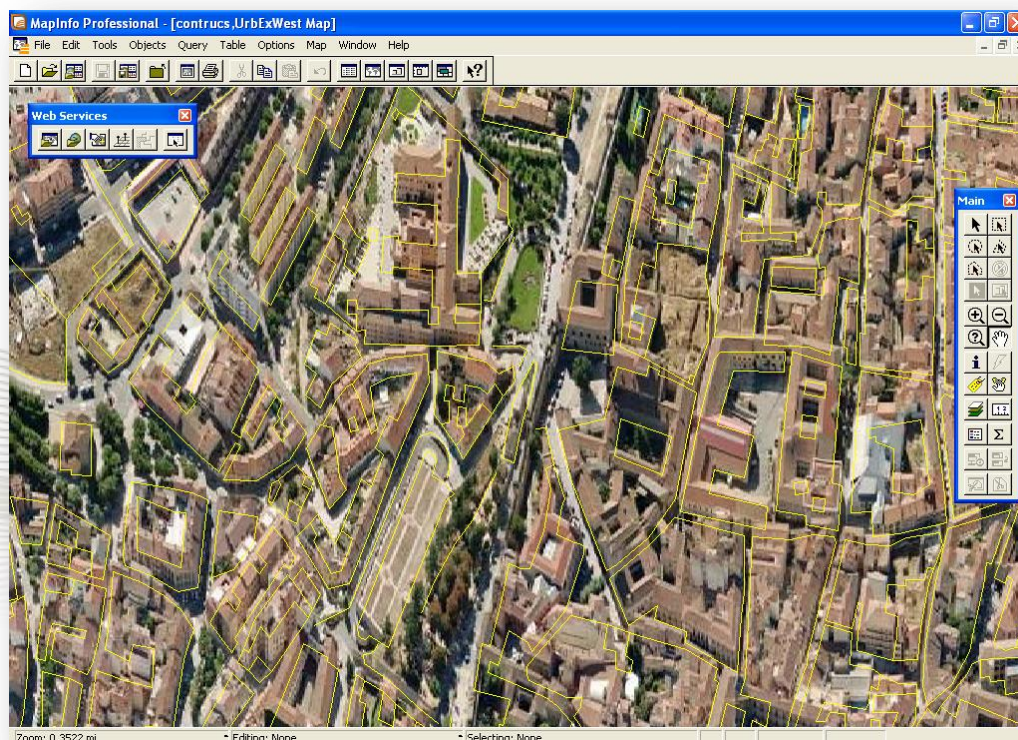 MapInfo Professional - [contrucs,UrbExWest Map]
File Edit Tools Objects Query Table Options Map Window Help
Web Services
Main
Zoom: 0.3522 mi
Editing: None
Selecting: None